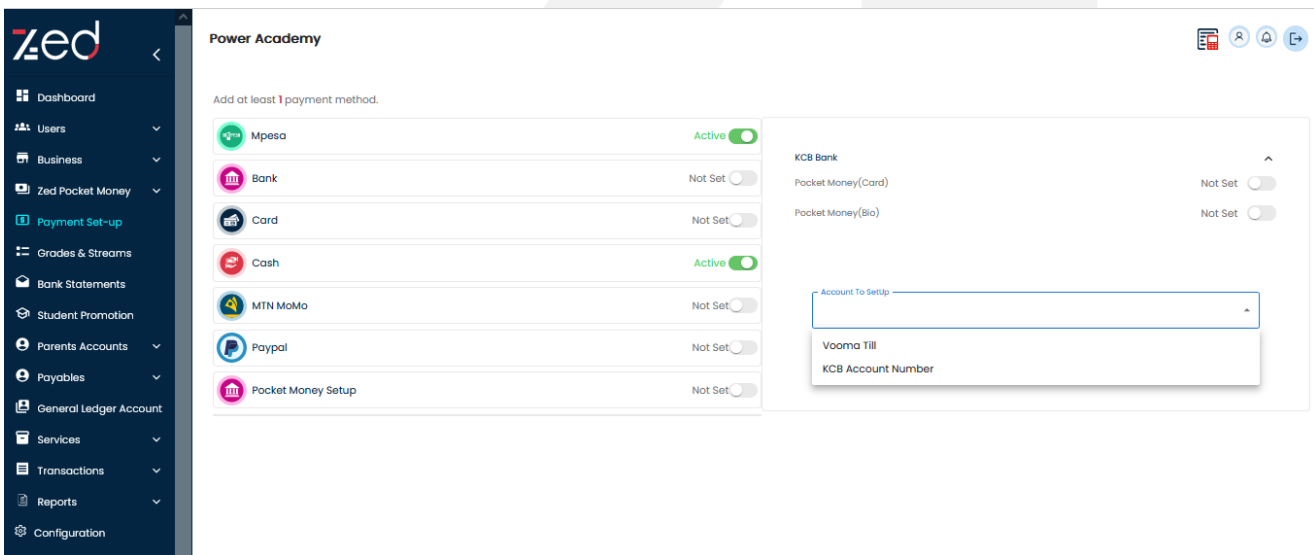 zed
Dashboard
Users
Business
Zed Pocket Money
Payment Set-up
Grades & Streams
Bank Statements
Student Promotion
Parents Accounts
Payables
General Ledger Account
Services
Transactions
Reports
Configuration
Power Academy
Add at least 1 payment method.
Mpesa Active
Bank Not Set
Card Not Set
Cash Active
MTN MoMo Not Set
Paypal Not Set
Pocket Money Setup Not Set
KCB Bank
Pocket Money(Card) Not Set
Pocket Money(Bio) Not Set
Account To SetUp
Vooma Till
KCB Account Number